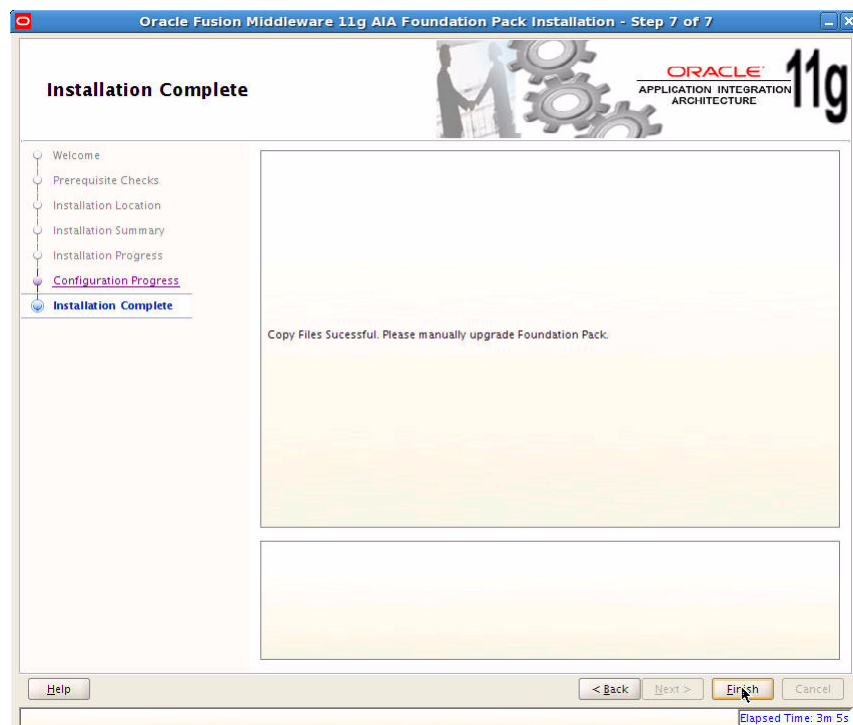 Oracle Fusion Middleware 11g AIA Foundation Pack Installation - Step 7 of 7
Installation Complete
ORACLE
APPLICATION INTEGRATION
ARCHITECTURE
11g
Welcome
Prerequisite Checks
Installation Location
Installation Summary
Installation Progress
Configuration Progress
Installation Complete
Copy Files Sucessful. Please manually upgrade Foundation Pack.
Help
< Back
Next >
Finish
Cancel
Elapsed Time: 3m 5s